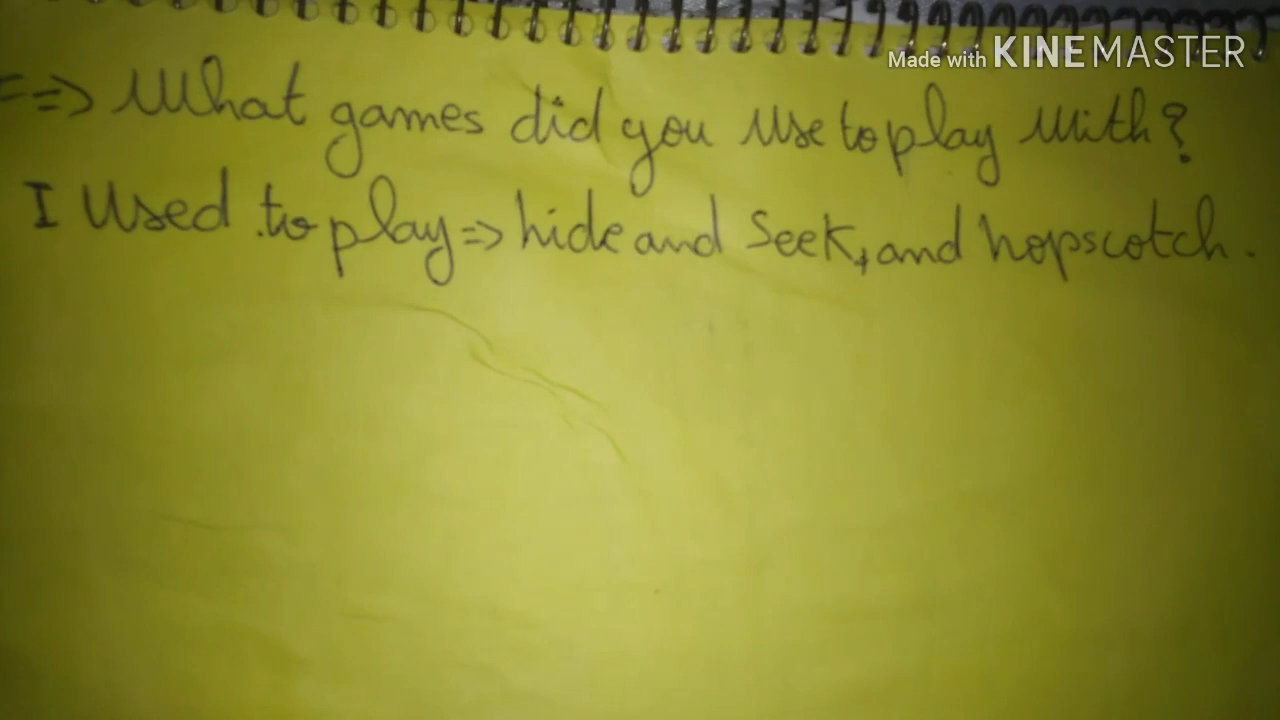 Made with KINEMASTER
==> What games did you use to play with?
I Used to play => hide and Seek, and hopscotch.